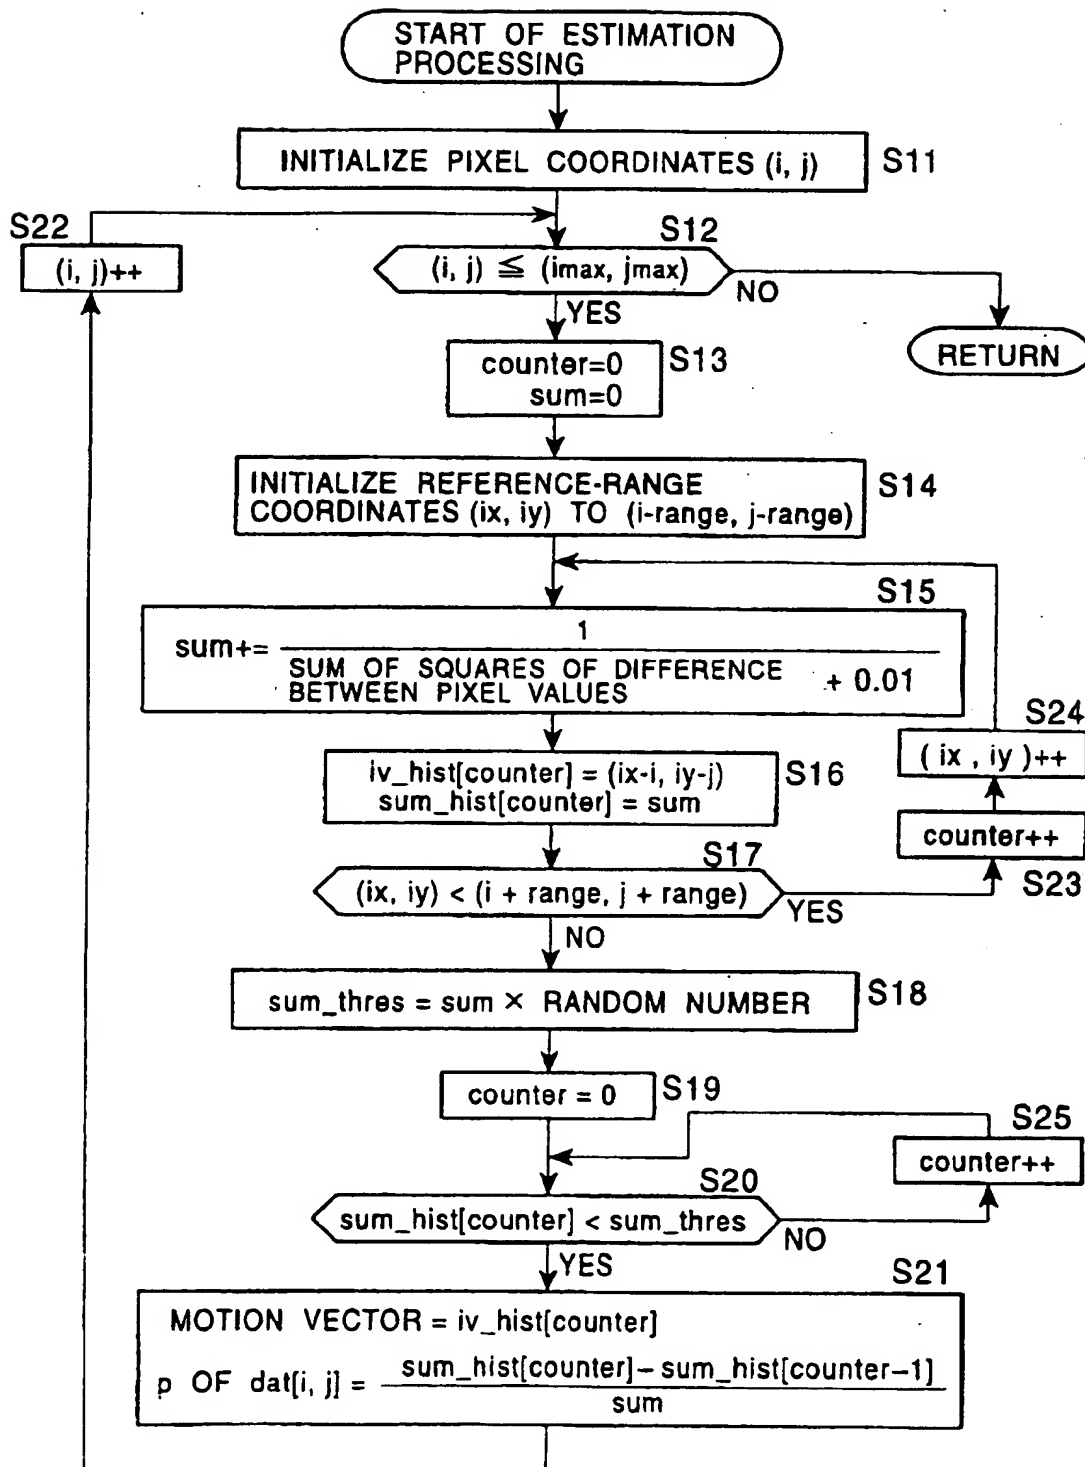 START OF ESTIMATION
PROCESSING
INITIALIZE PIXEL COORDINATES (i, j)
S11
S22
(i, j)++
S12
(i, j) ≦ (imax, jmax)
NO
YES
RETURN
counter=0
sum=0
S13
INITIALIZE REFERENCE-RANGE
COORDINATES (ix, iy) TO (i-range, j-range)
S14
S15
sum+=
1
SUM OF SQUARES OF DIFFERENCE
BETWEEN PIXEL VALUES
+ 0.01
S24
( ix , iy )++
iv_hist[counter] = (ix-i, iy-j)
sum_hist[counter] = sum
S16
counter++
S23
S17
(ix, iy) < (i + range, j + range)
YES
NO
sum_thres = sum × RANDOM NUMBER
S18
counter = 0
S19
S25
counter++
S20
sum_hist[counter] < sum_thres
NO
YES
S21
MOTION VECTOR = iv_hist[counter]
p OF dat[i, j] =
sum_hist[counter]−sum_hist[counter−1]
sum